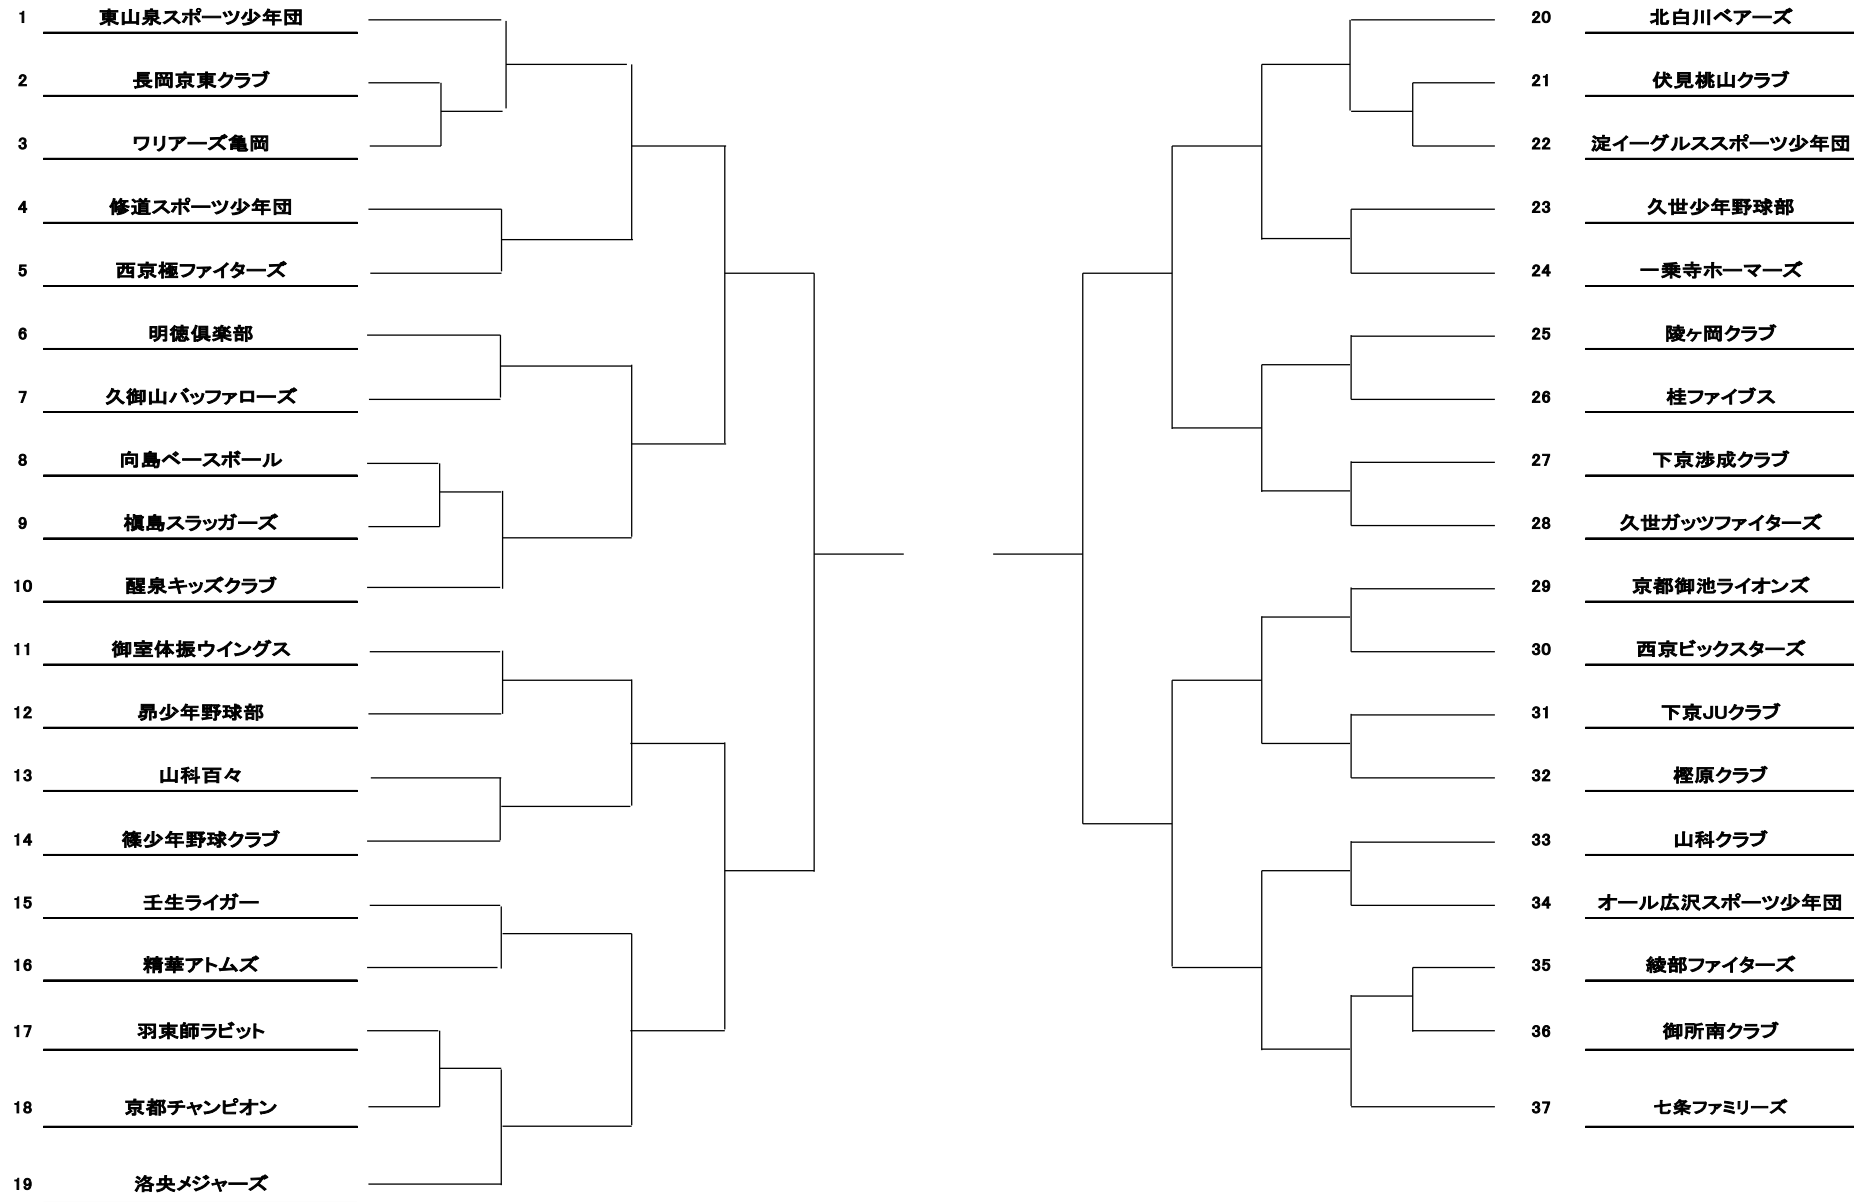 1 東山泉スポーツ少年団
2 長岡京東クラブ
3 ワリアーズ亀岡
4 修道スポーツ少年団
5 西京極ファイターズ
6 明徳倶楽部
7 久御山バッファローズ
8 向島ベースボール
9 槇島スラッガーズ
10 醒泉キッズクラブ
11 御室体振ウイングス
12 昴少年野球部
13 山科百々
14 篠少年野球クラブ
15 壬生ライガー
16 精華アトムズ
17 羽束師ラビット
18 京都チャンピオン
19 洛央メジャーズ
20 北白川ベアーズ
21 伏見桃山クラブ
22 淀イーグルススポーツ少年団
23 久世少年野球部
24 一乗寺ホーマーズ
25 陵ヶ岡クラブ
26 桂ファイブス
27 下京渉成クラブ
28 久世ガッツファイターズ
29 京都御池ライオンズ
30 西京ビックスターズ
31 下京JUクラブ
32 樫原クラブ
33 山科クラブ
34 オール広沢スポーツ少年団
35 綾部ファイターズ
36 御所南クラブ
37 七条ファミリーズ